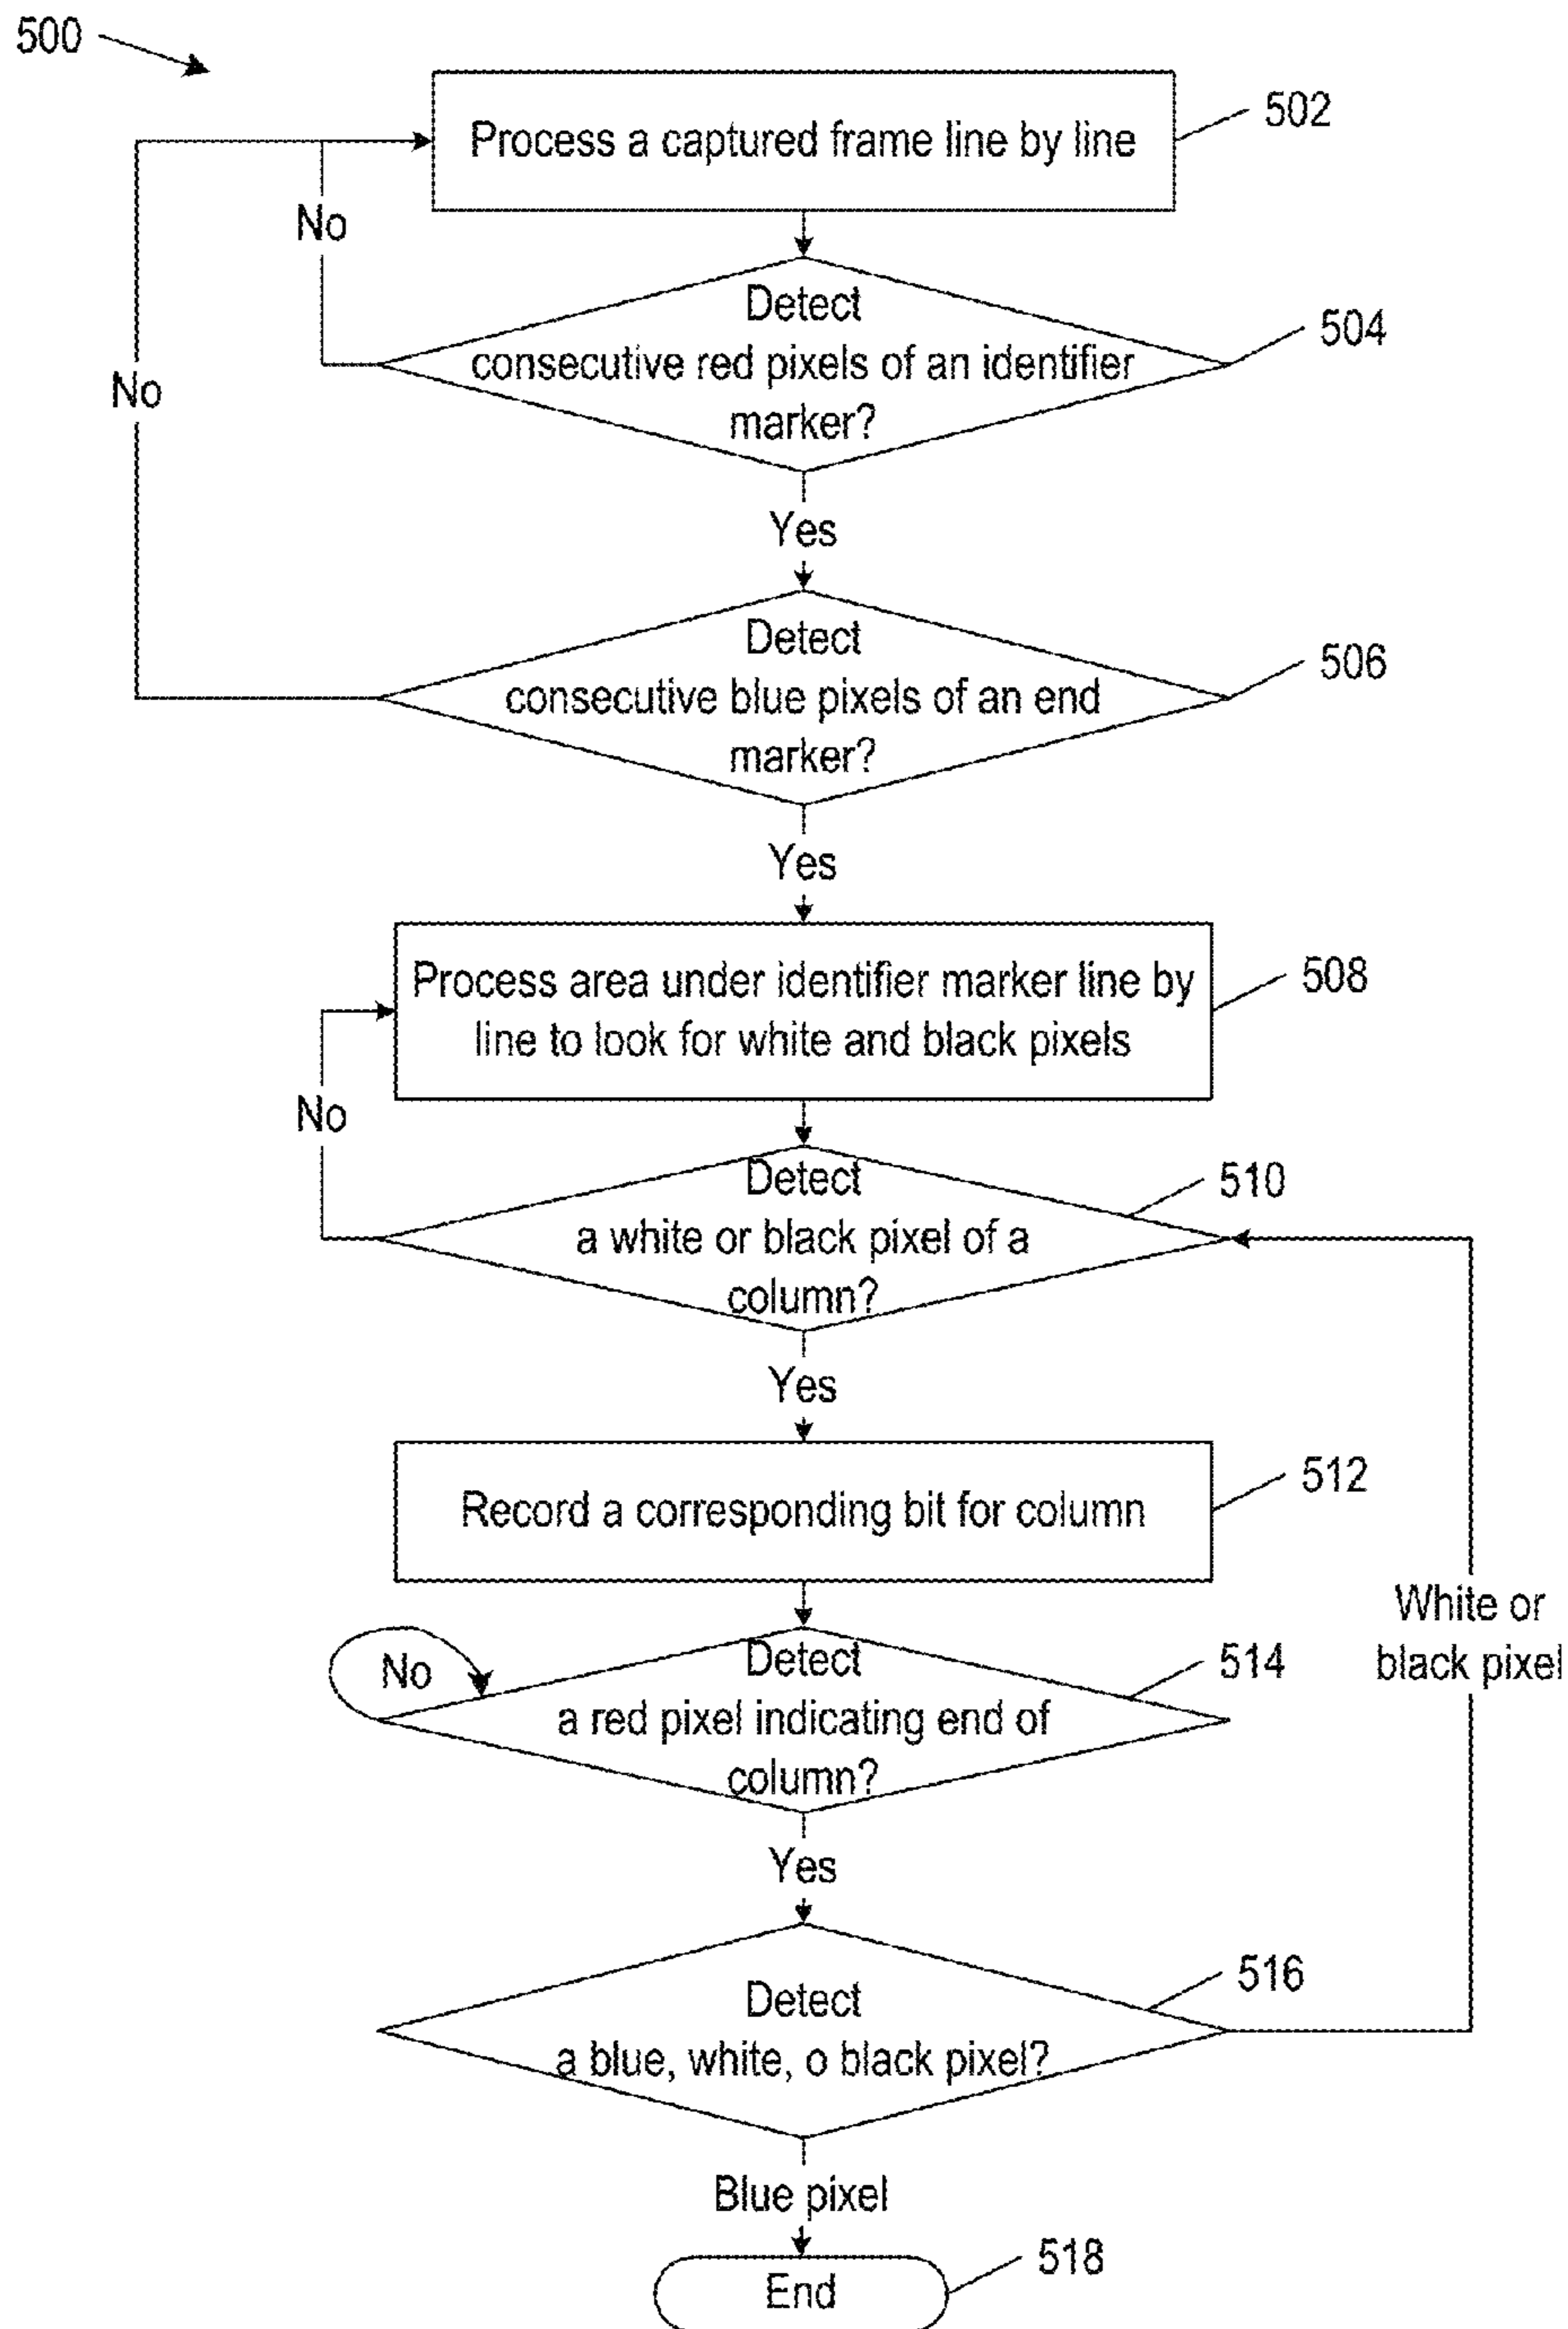 500
Process a captured frame line by line
502
No
Detect
consecutive red pixels of an identifier
marker?
504
No
Yes
Detect
consecutive blue pixels of an end
marker?
506
Yes
Process area under identifier marker line by
line to look for white and black pixels
508
No
Detect
a white or black pixel of a
column?
510
Yes
Record a corresponding bit for column
512
White or
black pixel
No
Detect
a red pixel indicating end of
column?
514
Yes
Detect
a blue, white, o black pixel?
516
Blue pixel
End
518